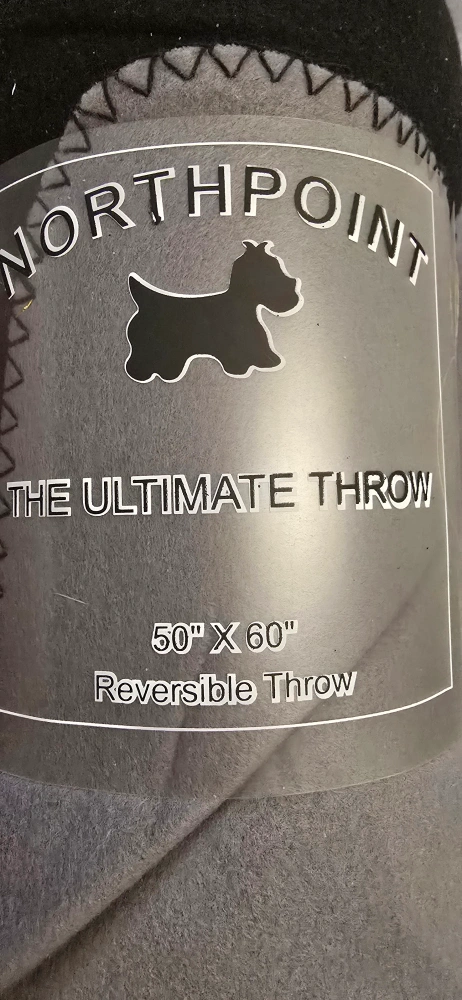 NORTHPOINT
THE ULTIMATE THROW
50" X 60"
Reversible Throw